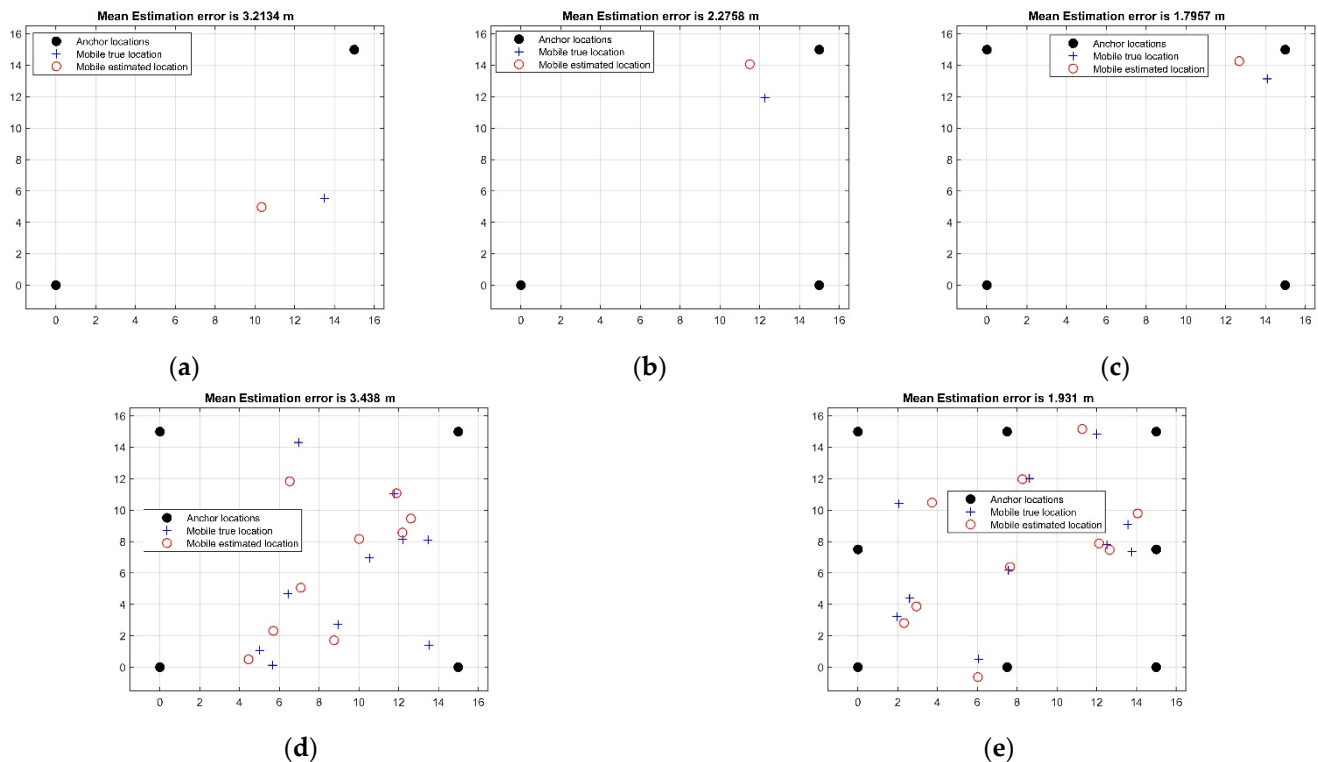 Mean Estimation error is 3.2134 m
Anchor locations
Mobile true location
Mobile estimated location
16
14
12
10
8
6
4
2
0
0 2 4 6 8 10 12 14 16
(a)
Mean Estimation error is 2.2758 m
Anchor locations
Mobile true location
Mobile estimated location
16
14
12
10
8
6
4
2
0
0 2 4 6 8 10 12 14 16
(b)
Mean Estimation error is 1.7957 m
Anchor locations
Mobile true location
Mobile estimated location
16
14
12
10
8
6
4
2
0
0 2 4 6 8 10 12 14 16
(c)
Mean Estimation error is 3.438 m
16
14
12
10
8
6
4
2
0
Anchor locations
Mobile true location
Mobile estimated location
0 2 4 6 8 10 12 14 16
(d)
Mean Estimation error is 1.931 m
16
14
12
10
8
6
4
2
0
Anchor locations
Mobile true location
Mobile estimated location
0 2 4 6 8 10 12 14 16
(e)